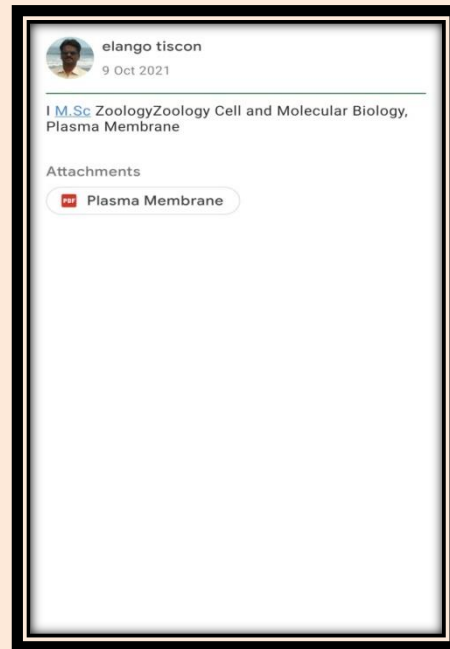 elango tiscon
9 Oct 2021
I M.Sc ZoologyZoology Cell and Molecular Biology,
Plasma Membrane
Attachments
PDF Plasma Membrane